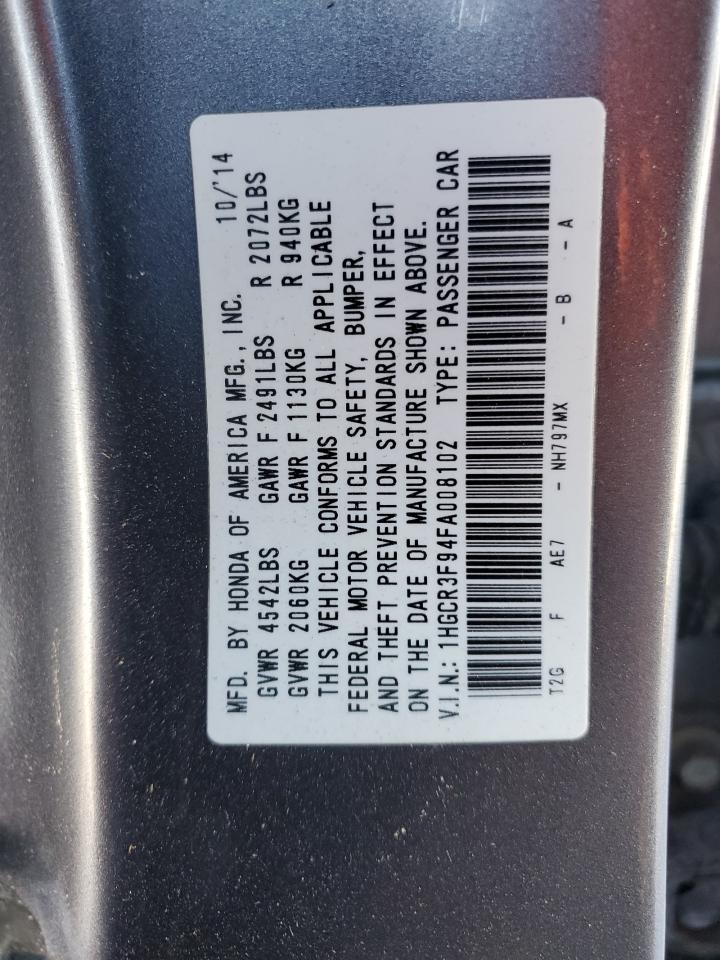 MFD. BY HONDA OF AMERICA MFG., INC. 10/'14
GVWR 4542LBS GAWR F 2491LBS R 2072LBS
GVWR 2060KG GAWR F 1130KG R 940KG
THIS VEHICLE CONFORMS TO ALL APPLICABLE
FEDERAL MOTOR VEHICLE SAFETY, BUMPER,
AND THEFT PREVENTION STANDARDS IN EFFECT
ON THE DATE OF MANUFACTURE SHOWN ABOVE.
V.I.N.: 1HGCR3F94FA008102 TYPE: PASSENGER CAR
T2G F AE7 - NH797MX - B - A